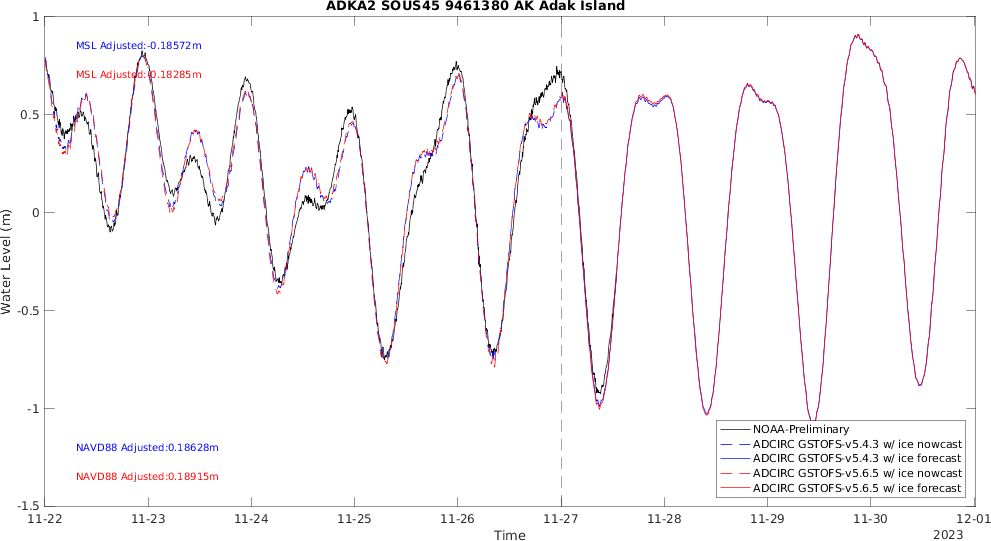 ADKA2 SOUS45 9461380 AK Adak Island
MSL Adjusted:-0.18572m
MSL Adjusted:-0.18285m
NAVD88 Adjusted:0.18628m
NAVD88 Adjusted:0.18915m
1
0.5
0
-0.5
-1
-1.5
Water Level (m)
NOAA-Preliminary
ADCIRC GSTOFS-v5.4.3 w/ ice nowcast
ADCIRC GSTOFS-v5.4.3 w/ ice forecast
ADCIRC GSTOFS-v5.6.5 w/ ice nowcast
ADCIRC GSTOFS-v5.6.5 w/ ice forecast
11-22 11-23 11-24 11-25 11-26 11-27 11-28 11-29 11-30 12-01
Time
2023